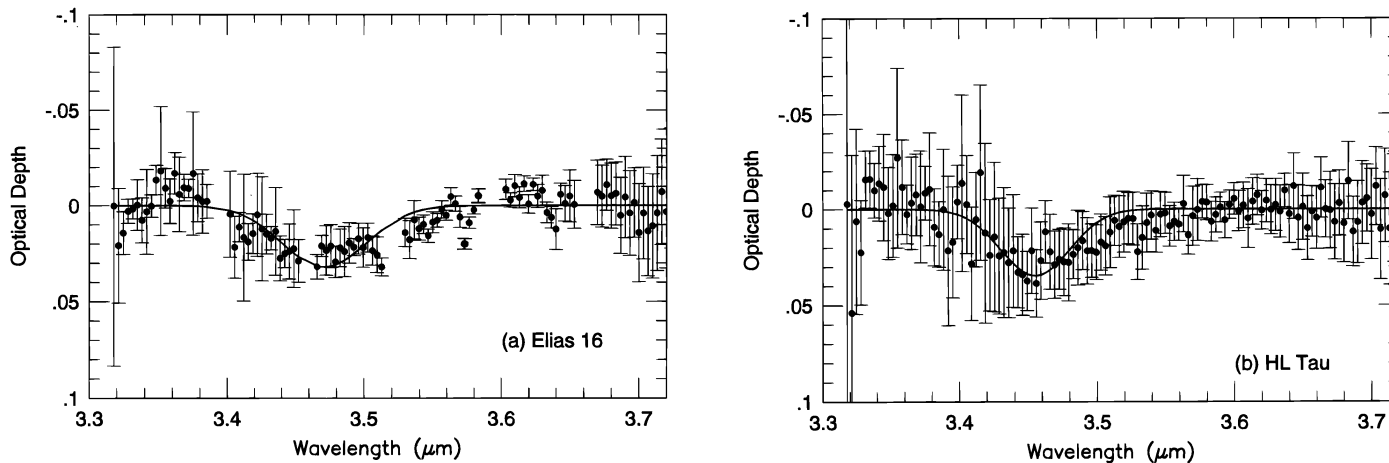 -.1
-.05
0
.05
.1
Optical Depth
(a) Elias 16
3.3 3.4 3.5 3.6 3.7
Wavelength (μm)
-.1
-.05
0
.05
.1
Optical Depth
(b) HL Tau
3.3 3.4 3.5 3.6 3.7
Wavelength (μm)